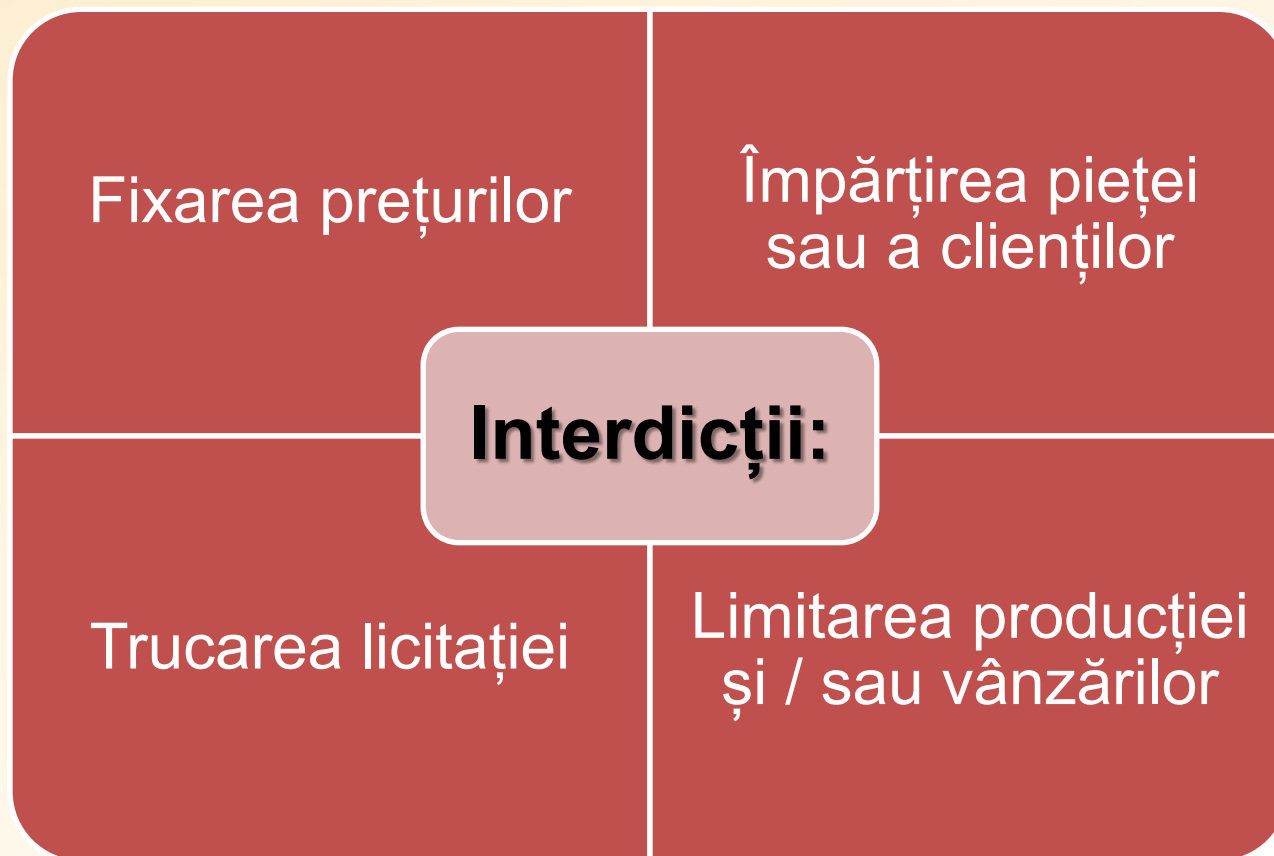 Fixarea prețurilor
Împărțirea pieței
sau a clienților
Interdicții:
Trucarea licitației
Limitarea producției
și / sau vânzărilor